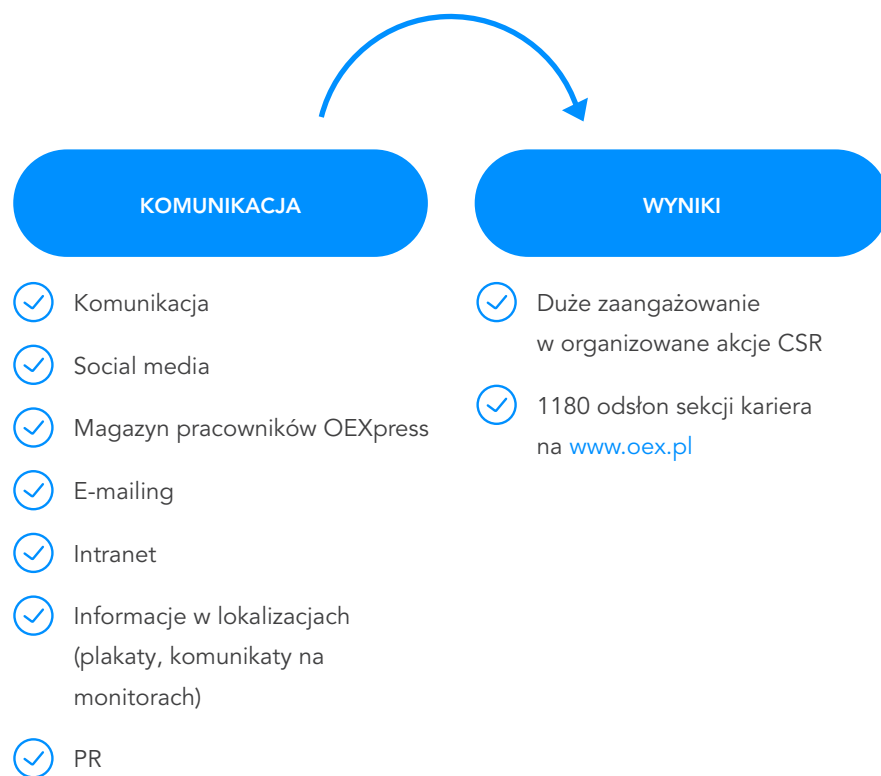 KOMUNIKACJA
Komunikacja
Social media
Magazyn pracowników OEXpress
E-mailing
Intranet
Informacje w lokalizacjach
(plakaty, komunikaty na
monitorach)
PR
WYNIKI
Duże zaangażowanie
w organizowane akcje CSR
1180 odsłon sekcji kariera
na www.oex.pl